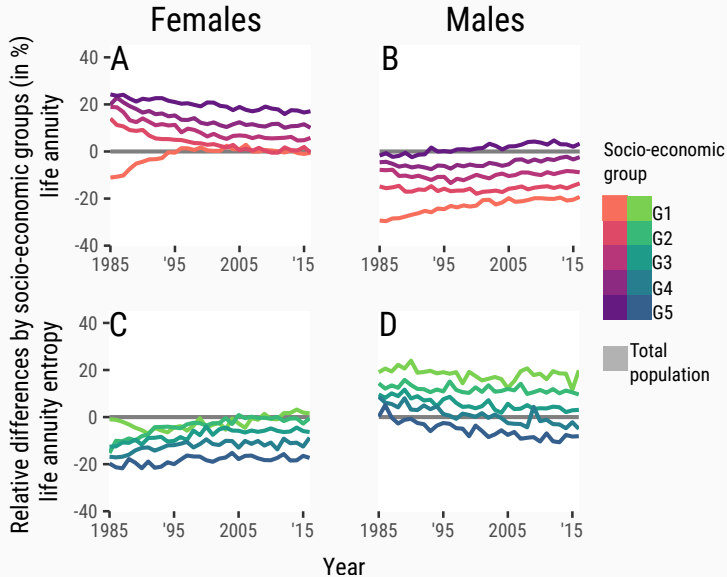 Females
Males
Relative differences by socio-economic groups (in %)
life annuity entropy
life annuity
A
40
20
0
-20
-40
1985
'95
2005
'15
B
1985
'95
2005
'15
C
40
20
0
-20
-40
1985
'95
2005
'15
D
1985
'95
2005
'15
Year
Socio-economic
group
G1
G2
G3
G4
G5
Total
population